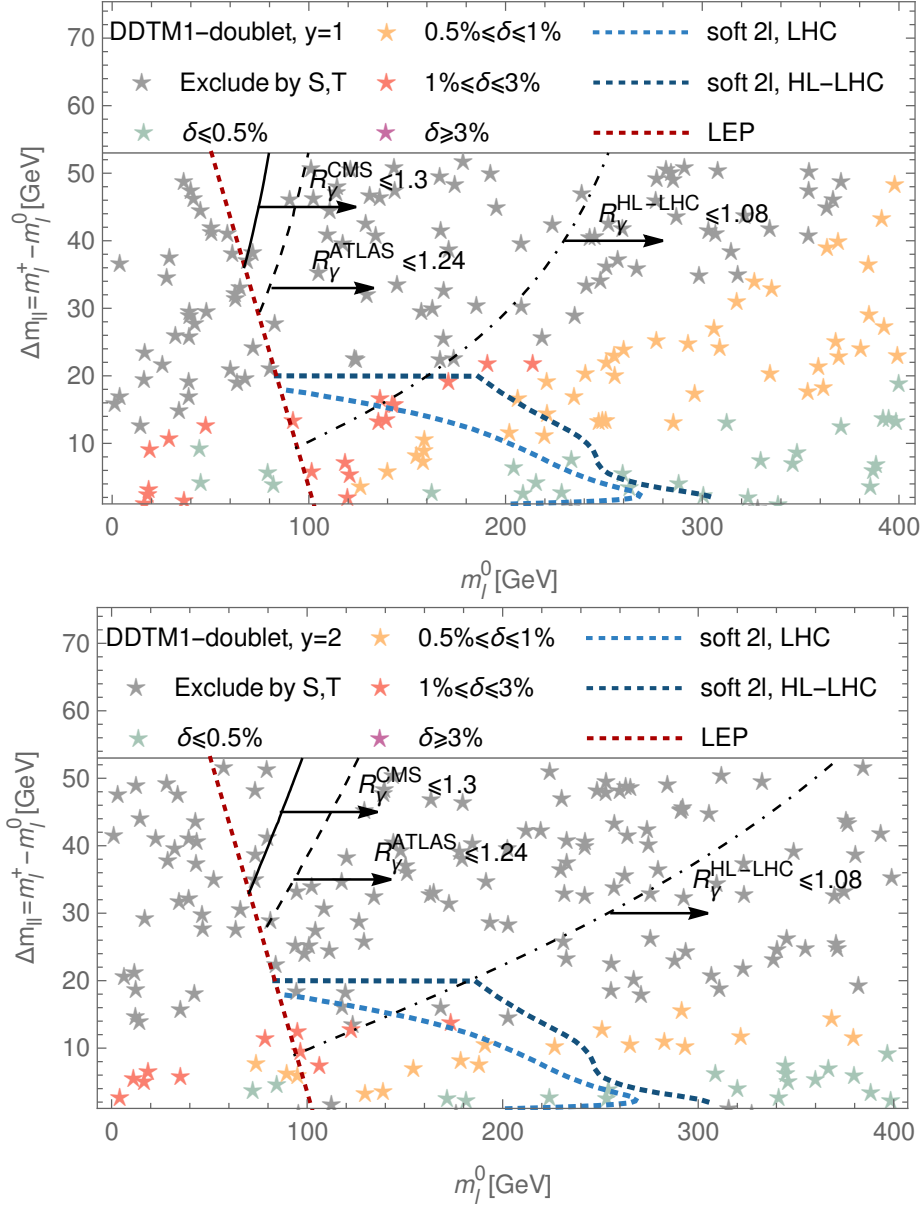 DDTM1-doublet, y=1 0.5%≤δ≤1% soft 2l, LHC
Exclude by S,T 1%≤δ≤3% soft 2l, HL-LHC
δ≤0.5% δ≥3% LEP
R_γ^CMS ≤1.3
R_γ^HL-LHC ≤1.08
R_γ^ATLAS ≤1.24
70
60
50
40
30
20
10
0 100 200 300 400
Δm_ll = m_l^+ - m_l^0 [GeV]
m_l^0 [GeV]
DDTM1-doublet, y=2 0.5%≤δ≤1% soft 2l, LHC
Exclude by S,T 1%≤δ≤3% soft 2l, HL-LHC
δ≤0.5% δ≥3% LEP
R_γ^CMS ≤1.3
R_γ^ATLAS ≤1.24
R_γ^HL-LHC ≤1.08
70
60
50
40
30
20
10
0 100 200 300 400
Δm_ll = m_l^+ - m_l^0 [GeV]
m_l^0 [GeV]